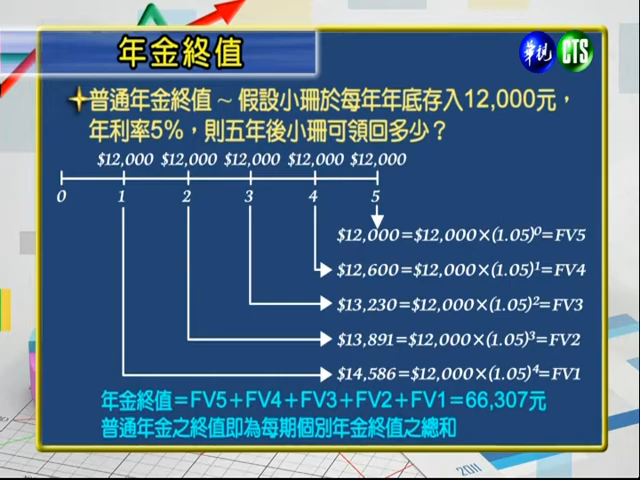 年金終值
華視 CTS
普通年金終值～假設小珊於每年年底存入12,000元，
年利率5%，則五年後小珊可領回多少？
$12,000 $12,000 $12,000 $12,000 $12,000
0 1 2 3 4 5
$12,000=$12,000×(1.05)⁰=FV5
$12,600=$12,000×(1.05)¹=FV4
$13,230=$12,000×(1.05)²=FV3
$13,891=$12,000×(1.05)³=FV2
$14,586=$12,000×(1.05)⁴=FV1
年金終值＝FV5＋FV4＋FV3＋FV2＋FV1＝66,307元
普通年金之終值即為每期個別年金終值之總和
2011